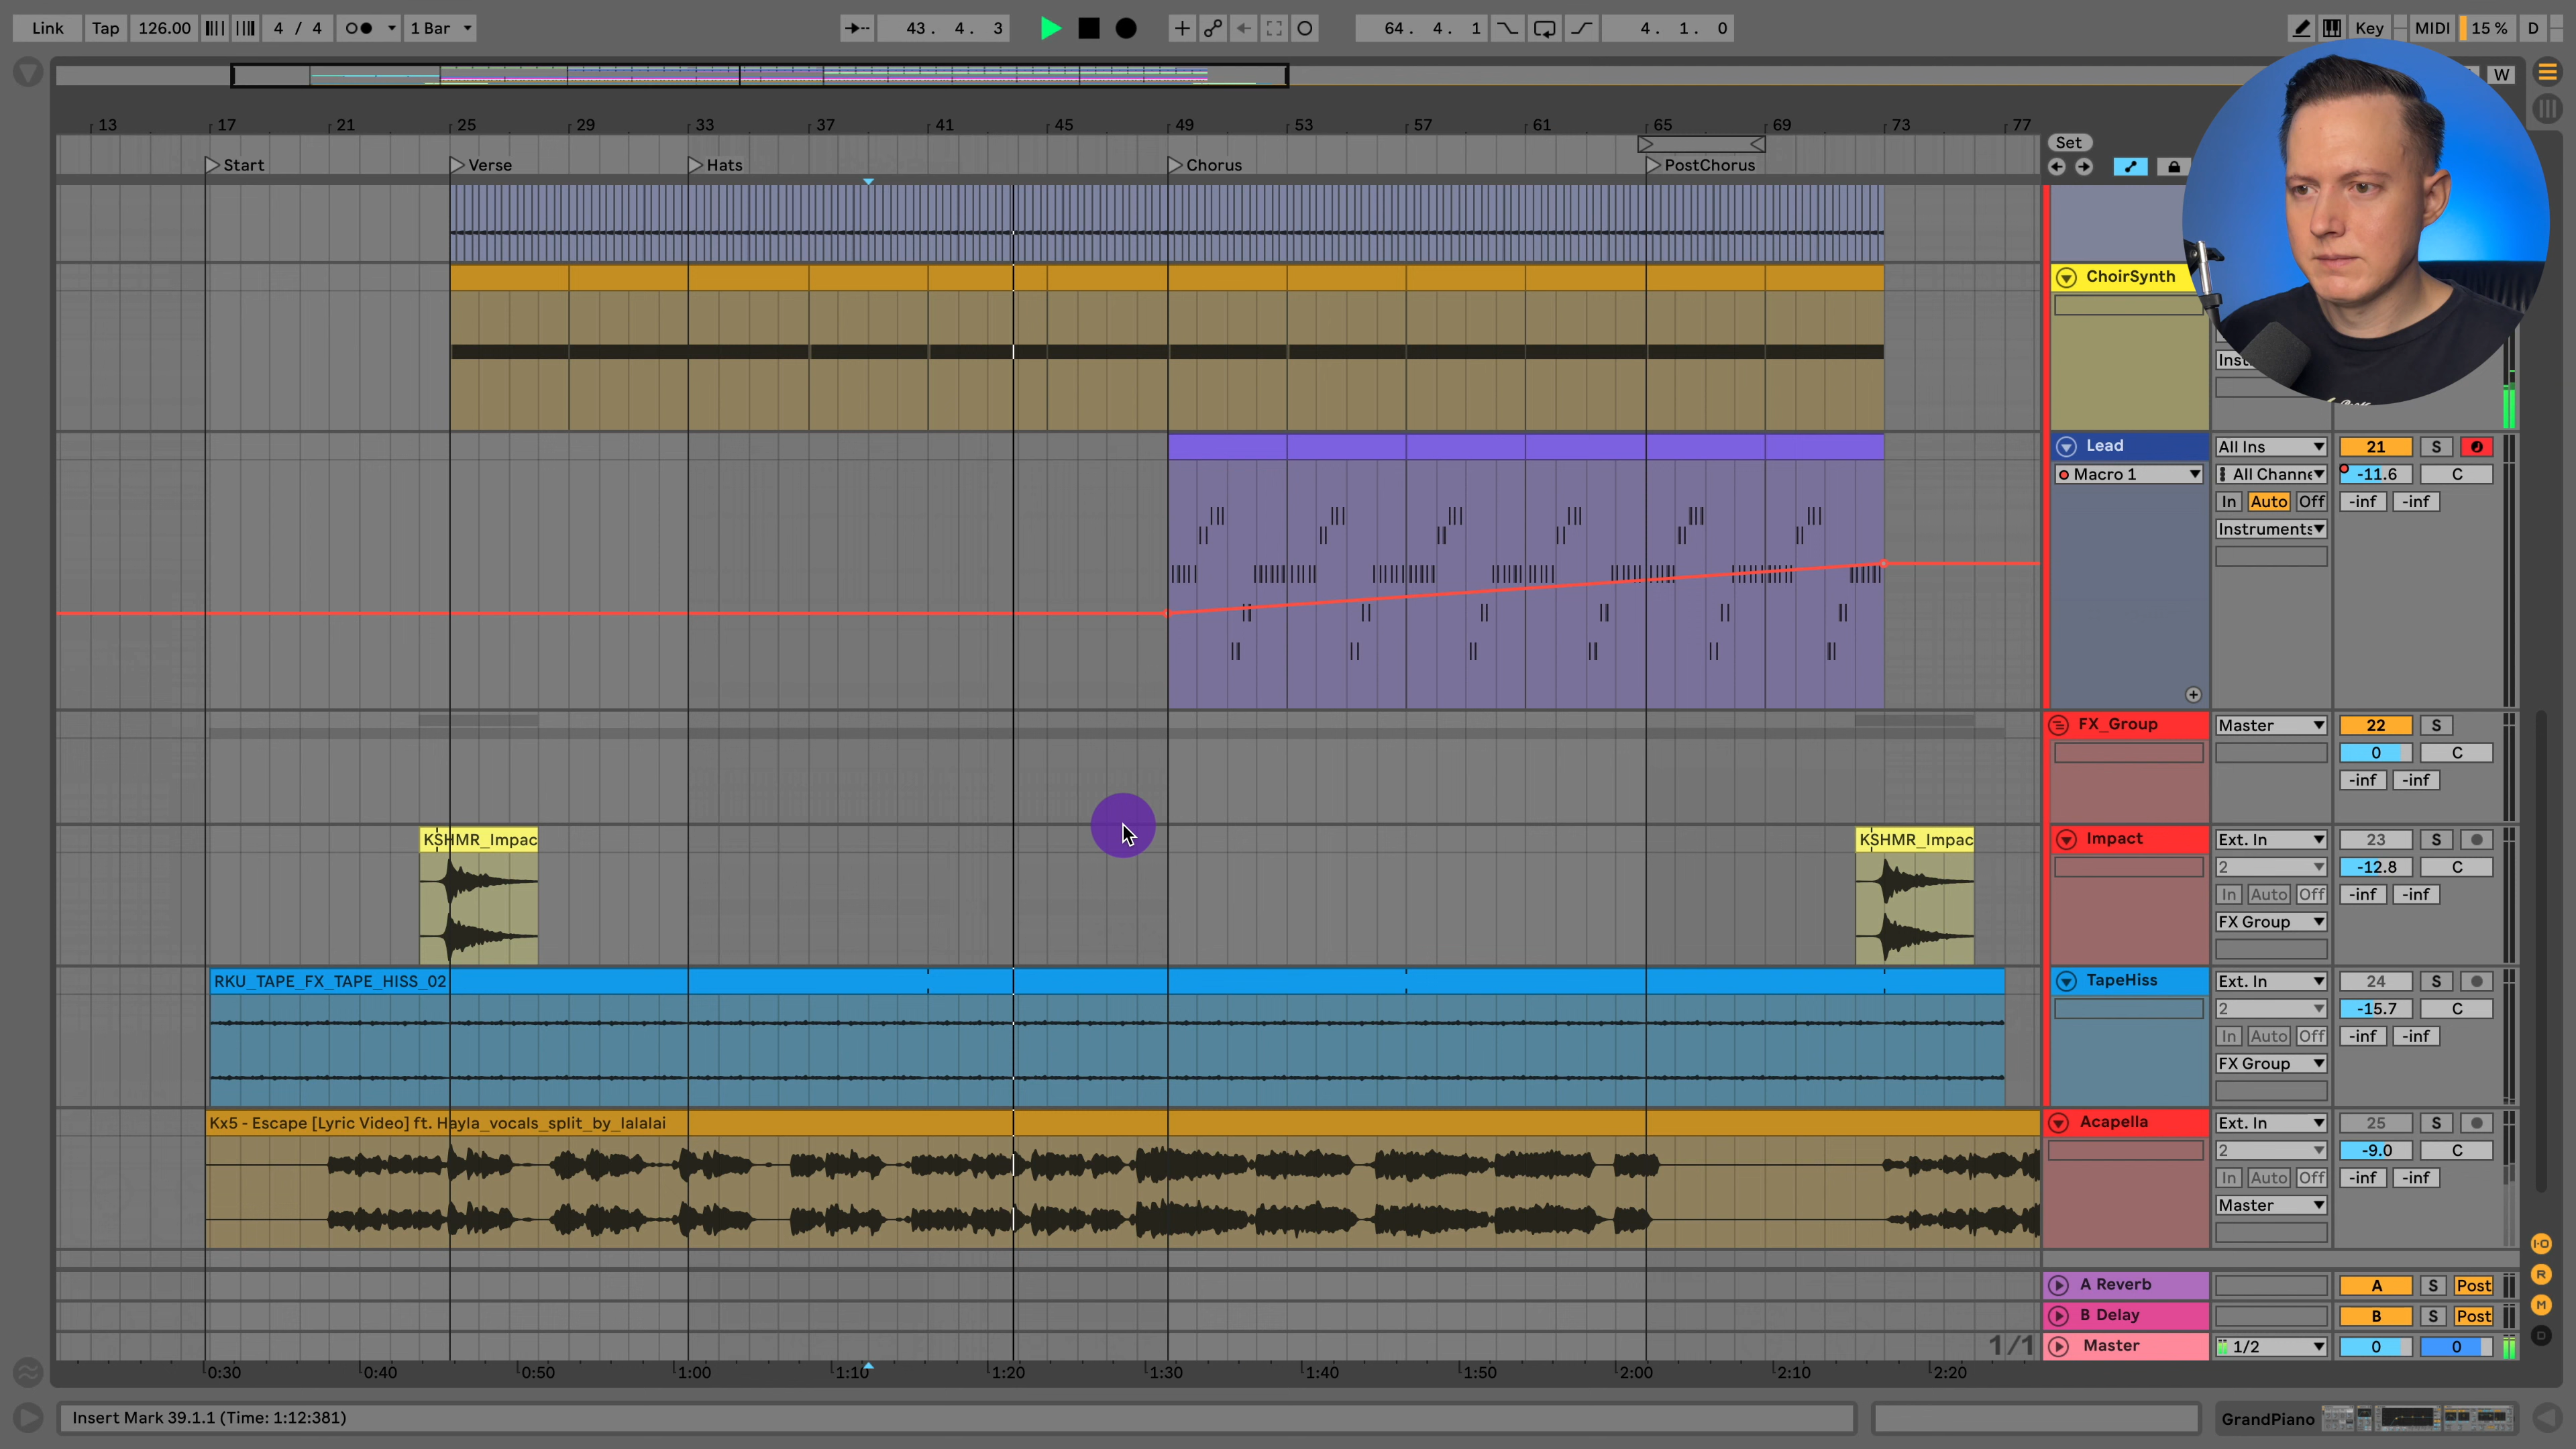 Link Tap 126.00 4 / 4 1 Bar 43. 4. 3 64. 4. 1 4. 1. 0 Key MIDI 15 % D
W
13 17 21 25 29 33 37 41 45 49 53 57 61 65 69 73 77
Set
Start Verse Hats Chorus PostChorus
ChoirSynth
Lead All Ins 21 S
Macro 1 All Channe -11.6 C
In Auto Off -inf -inf
Instruments
FX_Group Master 22 S
0 C
-inf -inf
KSHMR_Impac KSHMR_Impac Impact Ext. In 23 S
2 -12.8 C
In Auto Off -inf -inf
FX Group
RKU_TAPE_FX_TAPE_HISS_02 TapeHiss Ext. In 24 S
2 -15.7 C
In Auto Off -inf -inf
FX Group
Kx5 - Escape [Lyric Video] ft. Hayla_vocals_split_by_lalalai Acapella Ext. In 25 S
2 -9.0 C
In Auto Off -inf -inf
Master
I·O
A Reverb A S Post R
B Delay B S Post M
1/1 Master 1/2 0 0 D
0:30 0:40 0:50 1:00 1:10 1:20 1:30 1:40 1:50 2:00 2:10 2:20
Insert Mark 39.1.1 (Time: 1:12:381) GrandPiano